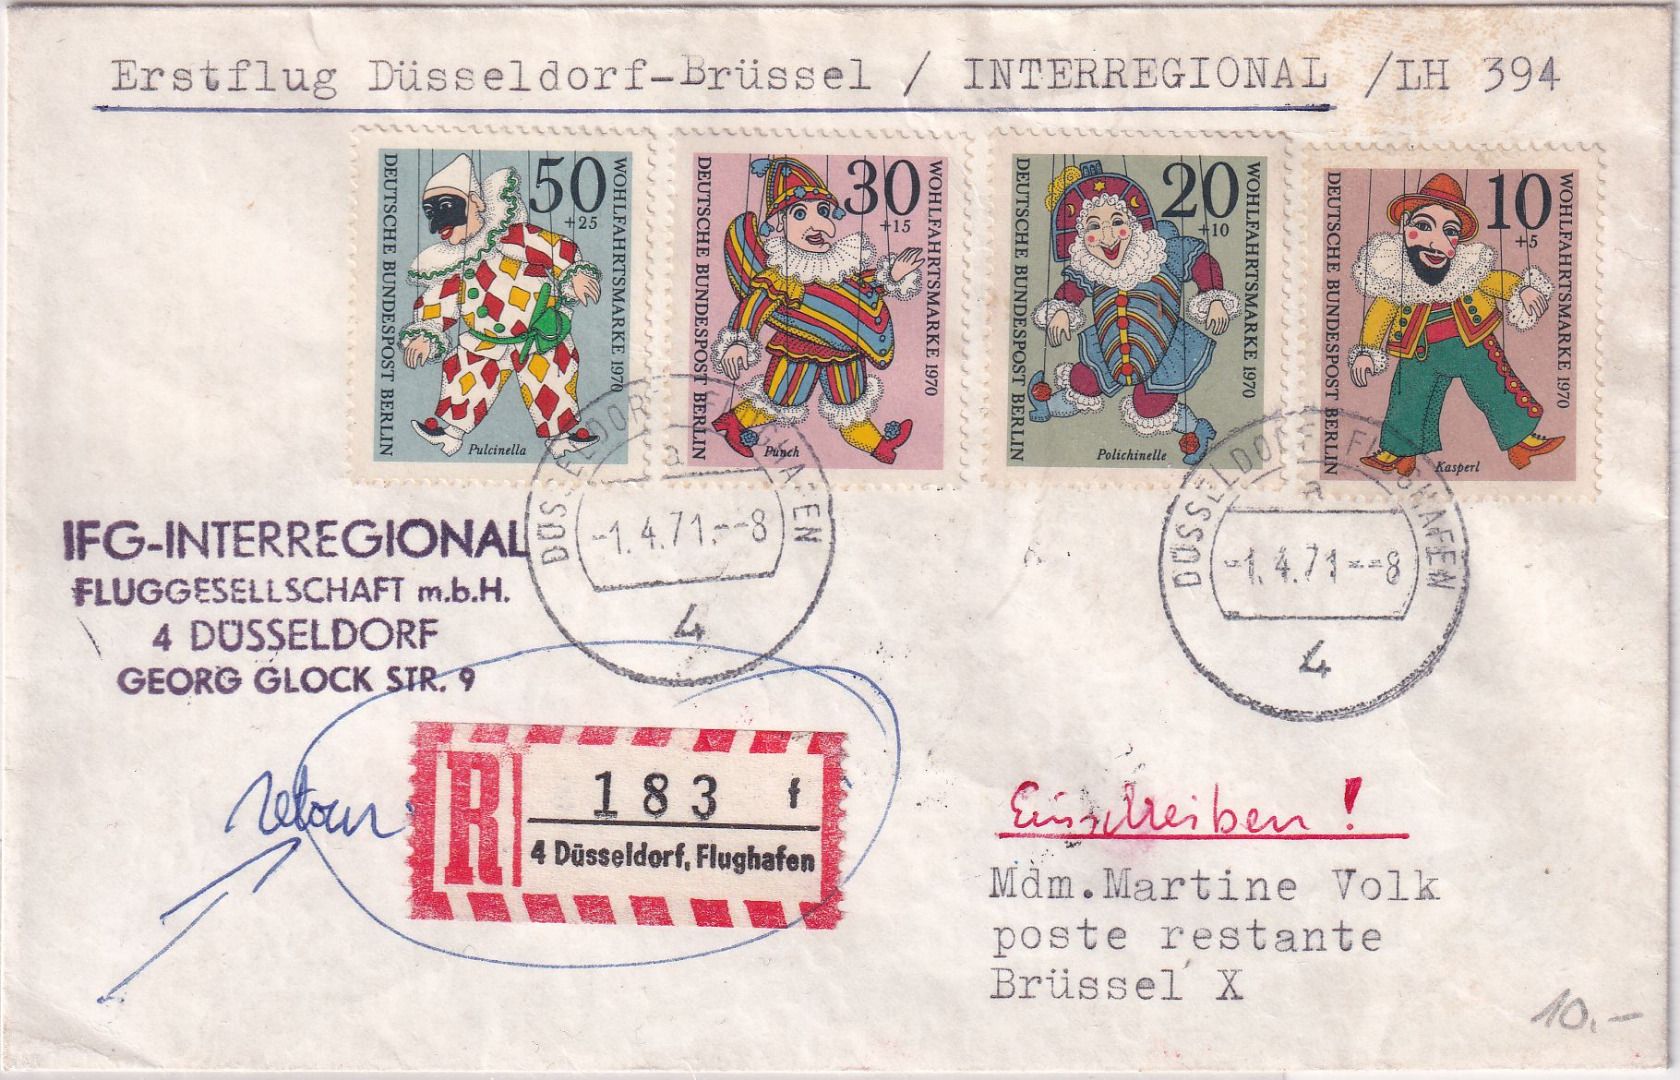 Erstflug Düsseldorf-Brüssel / INTERREGIONAL /LH 394
50
+25
DEUTSCHE BUNDESPOST BERLIN
WOHLFAHRTSMARKE 1970
Pulcinella
30
+15
DEUTSCHE BUNDESPOST BERLIN
WOHLFAHRTSMARKE 1970
Punch
20
+10
DEUTSCHE BUNDESPOST BERLIN
WOHLFAHRTSMARKE 1970
Polichinelle
10
+5
DEUTSCHE BUNDESPOST BERLIN
WOHLFAHRTSMARKE 1970
Kasperl
DÜSSELDORF FLUGHAFEN
a
-1.4.71.--8
4
DÜSSELDORF FLUGHAFEN
a
-1.4.71--8
4
IFG-INTERREGIONAL
FLUGGESELLSCHAFT m.b.H.
4 DÜSSELDORF
GEORG GLOCK STR. 9
retour
R
183 f
4 Düsseldorf, Flughafen
Einschreiben!
Mdm.Martine Volk
poste restante
Brüssel X
10.-